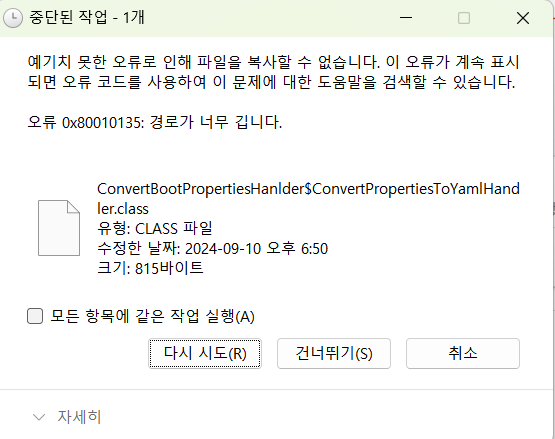 중단된 작업 - 1개
예기치 못한 오류로 인해 파일을 복사할 수 없습니다. 이 오류가 계속 표시
되면 오류 코드를 사용하여 이 문제에 대한 도움말을 검색할 수 있습니다.
오류 0x80010135: 경로가 너무 깁니다.
ConvertBootPropertiesHanlder$ConvertPropertiesToYamlHand
ler.class
유형: CLASS 파일
수정한 날짜: 2024-09-10 오후 6:50
크기: 815바이트
모든 항목에 같은 작업 실행(A)
다시 시도(R) 건너뛰기(S) 취소
자세히